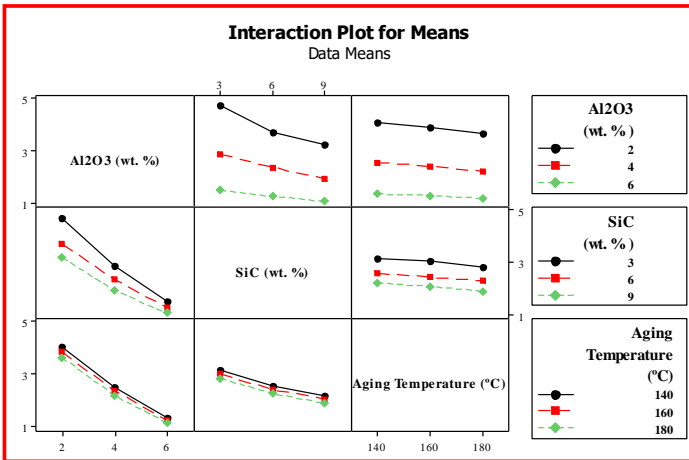 Interaction Plot for Means
Data Means
3 6 9
5
3
1
Al2O3 (wt. %)
Al2O3
(wt. %)
2
4
6
SiC (wt. %)
5
3
1
SiC
(wt. %)
3
6
9
5
3
1
Aging Temperature (ºC)
Aging
Temperature
(ºC)
140
160
180
2 4 6
140 160 180